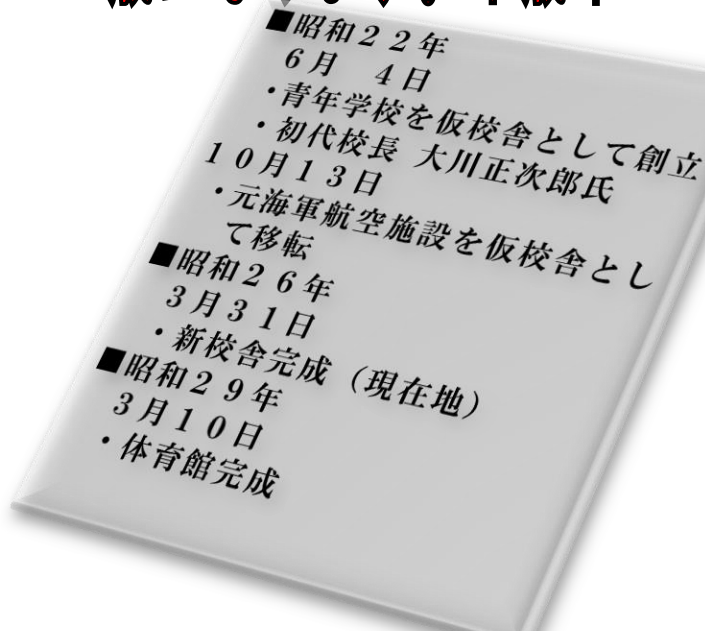 ■昭和２２年
６月　４日
・青年学校を仮校舎として創立
・初代校長 大川正次郎氏
１０月１３日
・元海軍航空施設を仮校舎とし
て移転
■昭和２６年
３月３１日
・新校舎完成（現在地）
■昭和２９年
３月１０日
・体育館完成